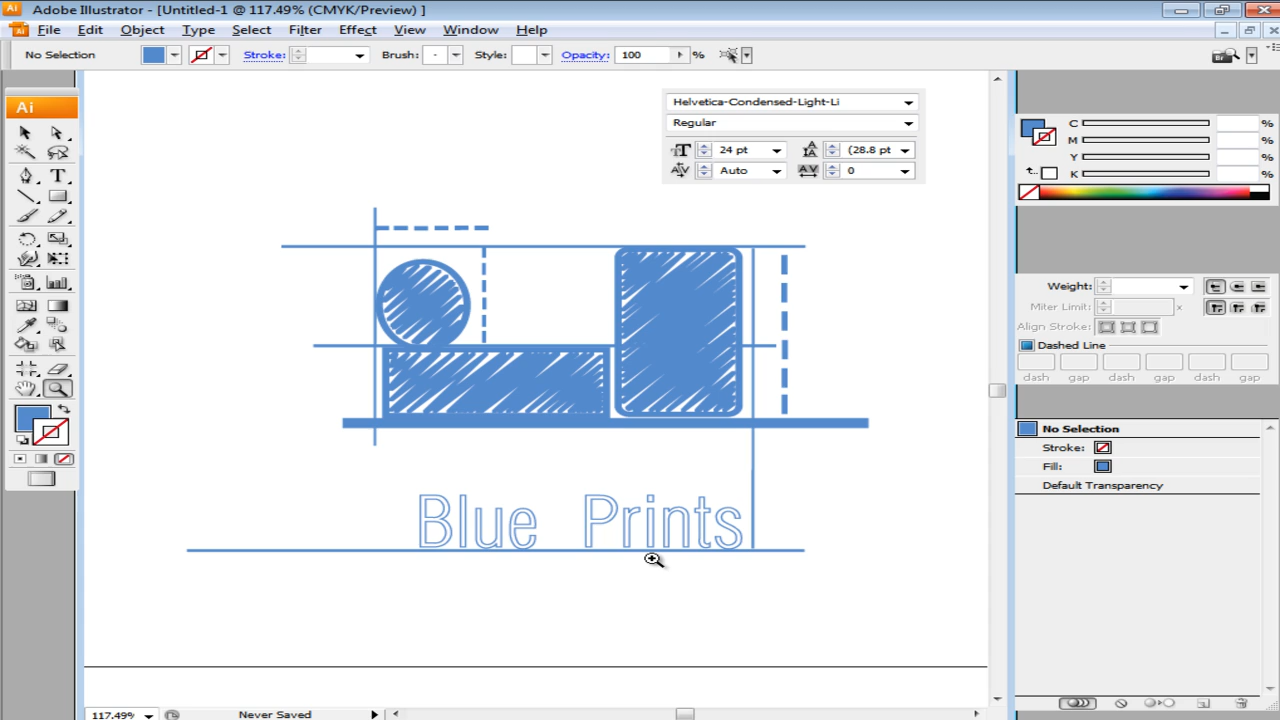 Adobe Illustrator - [Untitled-1 @ 117.49% (CMYK/Preview) ]
File Edit Object Type Select Filter Effect View Window Help
No Selection Stroke: Brush: Style: Opacity: 100 %
Ai
Helvetica-Condensed-Light-Li
Regular
24 pt (28.8 pt
Auto 0
C %
M %
Y %
K %
Weight:
Miter Limit: ×
Align Stroke:
Dashed Line
dash gap dash gap dash gap
No Selection
Stroke:
Fill:
Default Transparency
Blue Prints
117.49% Never Saved